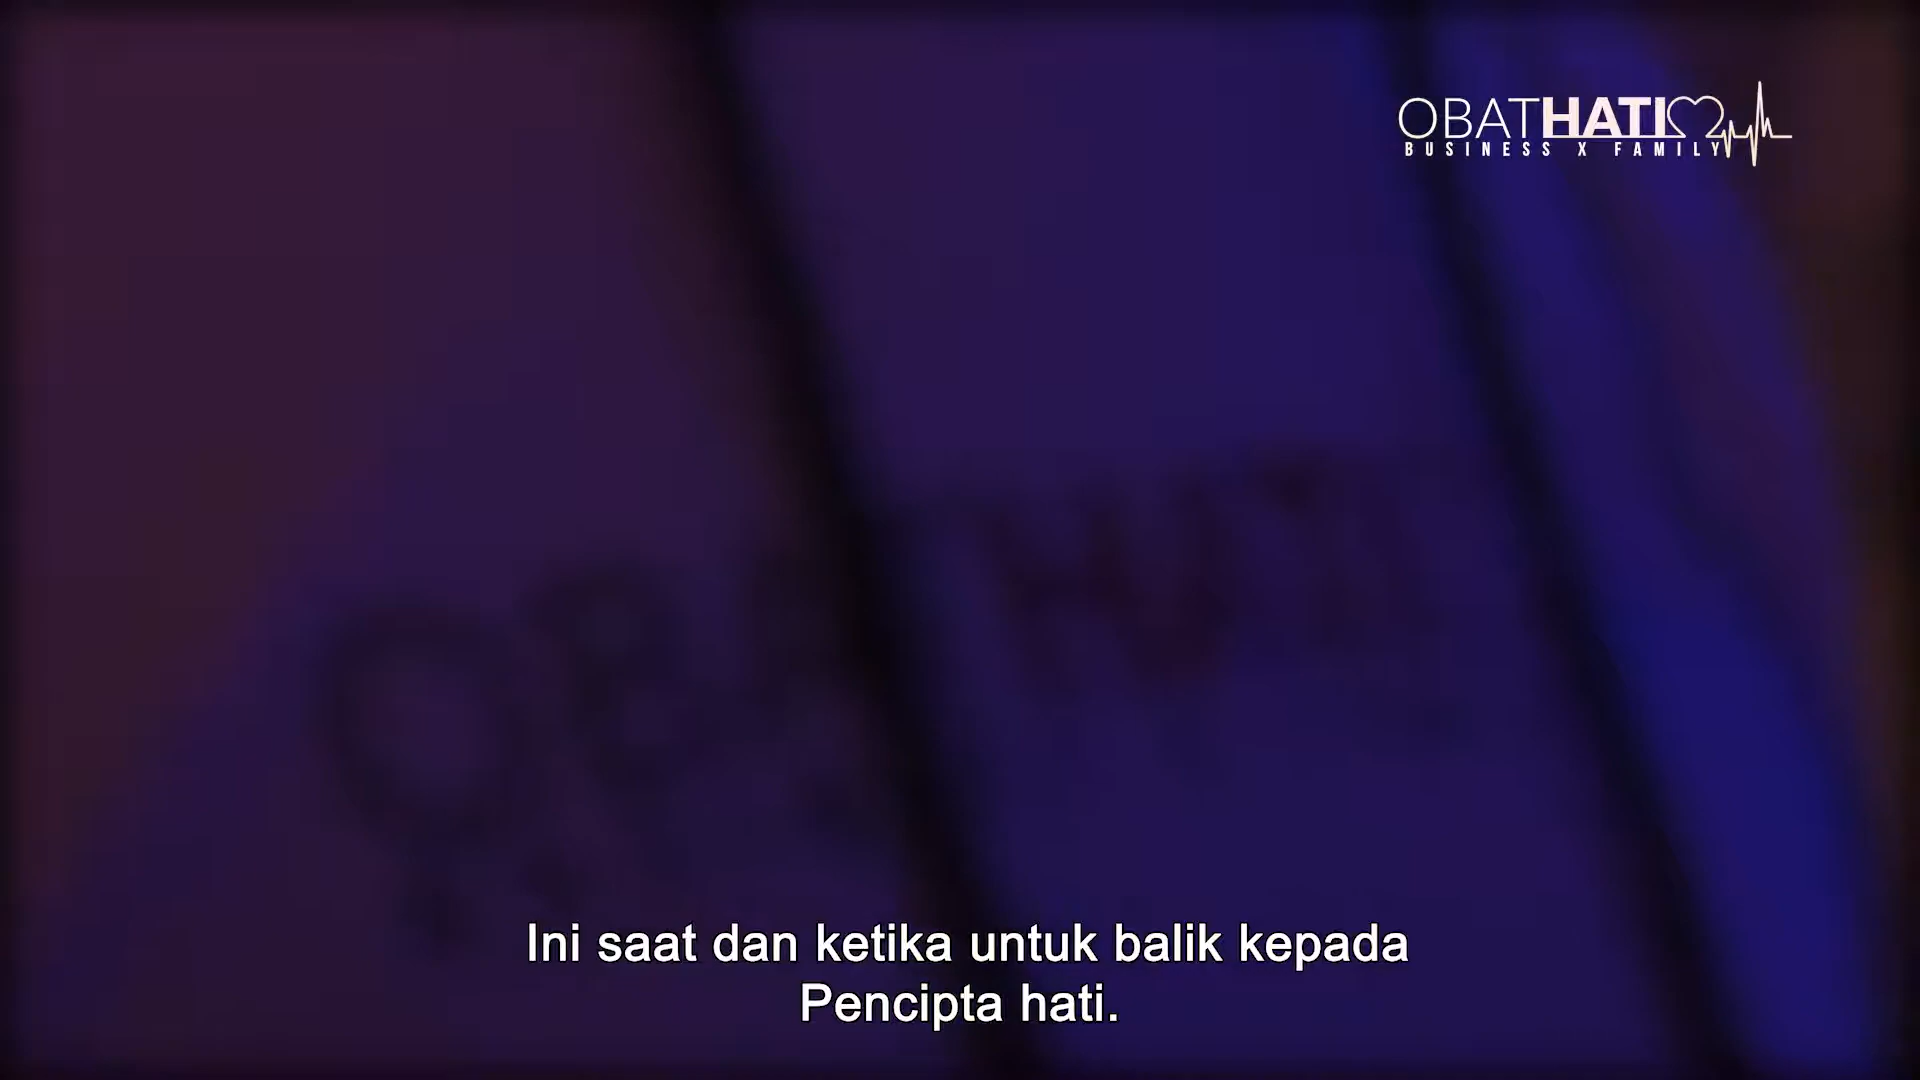 OBATHATI
BUSINESS X FAMILY
Ini saat dan ketika untuk balik kepada
Pencipta hati.